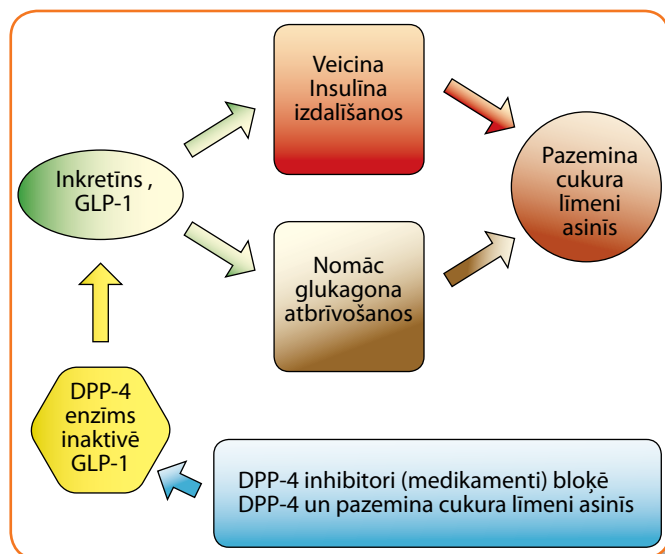 Veicina
Insulīna
izdalīšanos
Inkretīns ,
GLP-1
Pazemina
cukura
līmeni
asinīs
Nomāc
glukagona
atbrīvošanos
DPP-4
enzīms
inaktivē
GLP-1
DPP-4 inhibitori (medikamenti) bloķē
DPP-4 un pazemina cukura līmeni asinīs